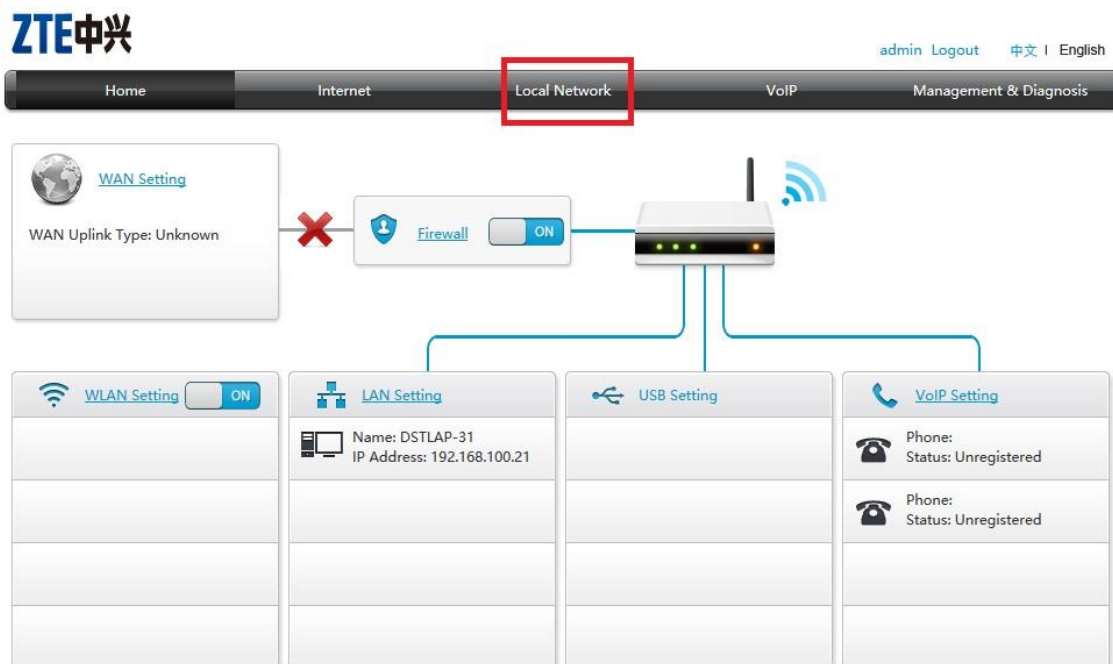 ZTE中兴
admin Logout 中文 | English
Home Internet Local Network VoIP Management & Diagnosis
WAN Setting
WAN Uplink Type: Unknown
Firewall ON
WLAN Setting ON
LAN Setting
Name: DSTLAP-31
IP Address: 192.168.100.21
USB Setting
VoIP Setting
Phone:
Status: Unregistered
Phone:
Status: Unregistered